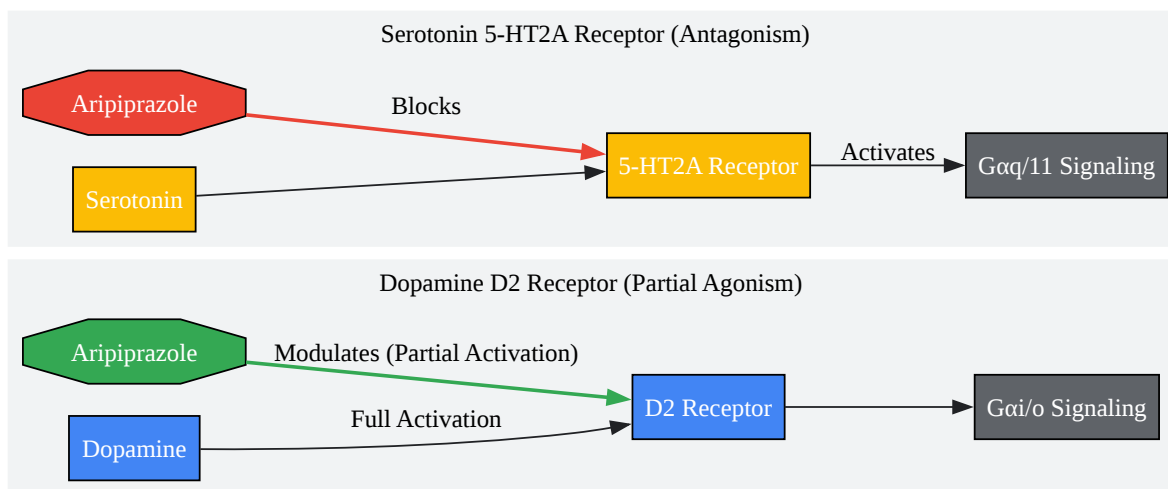 Serotonin 5-HT2A Receptor (Antagonism)
Aripiprazole
Blocks
5-HT2A Receptor
Activates
Gαq/11 Signaling
Serotonin
Dopamine D2 Receptor (Partial Agonism)
Aripiprazole
Modulates (Partial Activation)
D2 Receptor
Gαi/o Signaling
Full Activation
Dopamine